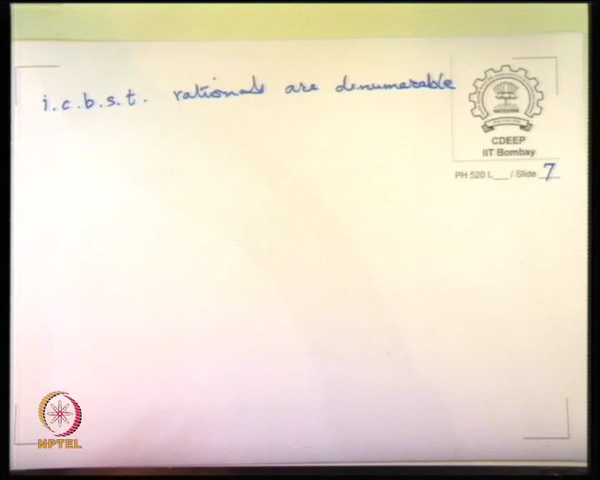 i.c.b.s.t. rationals are denumerable
CDEEP
IIT Bombay
PH 520 L___ / Slide 7
NPTEL